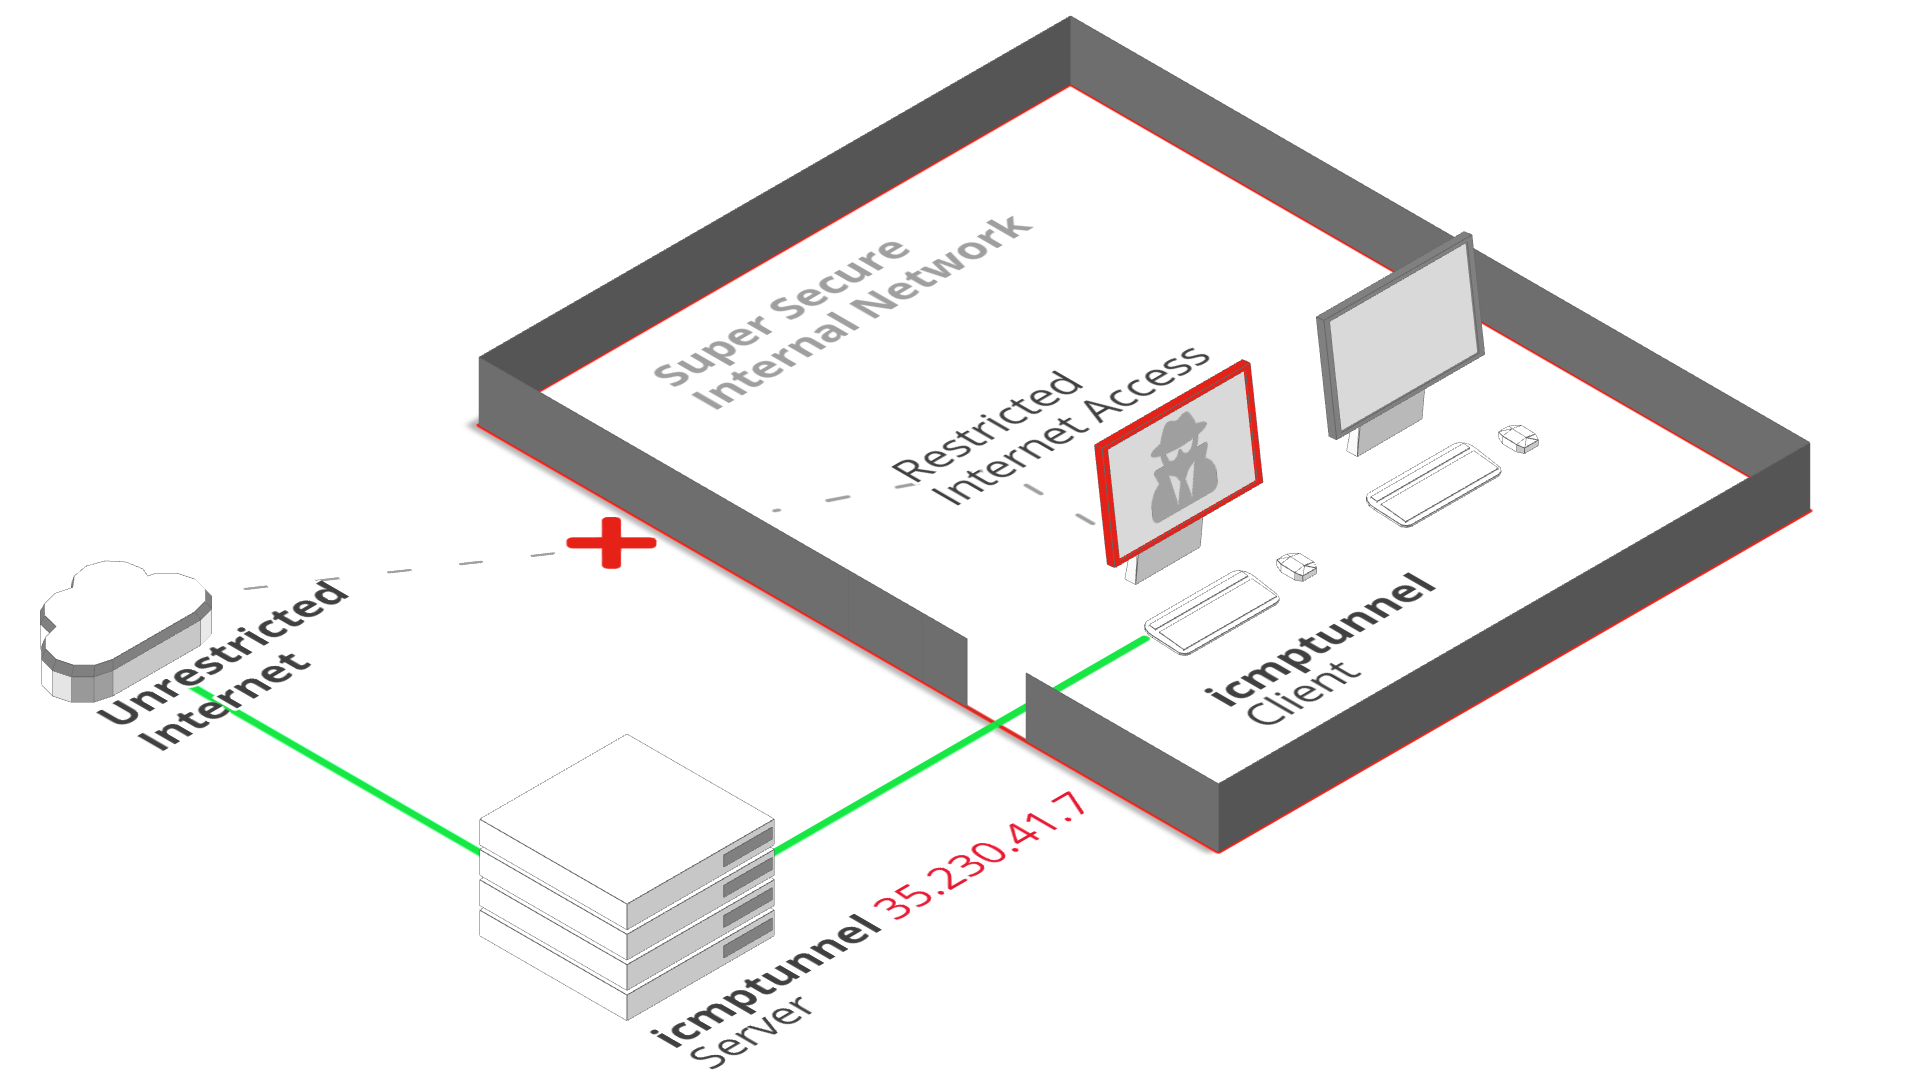 Super Secure
Internal Network
Restricted
Internet Access
Unrestricted
Internet
icmptunnel
Client
icmptunnel 35.230.41.7
Server